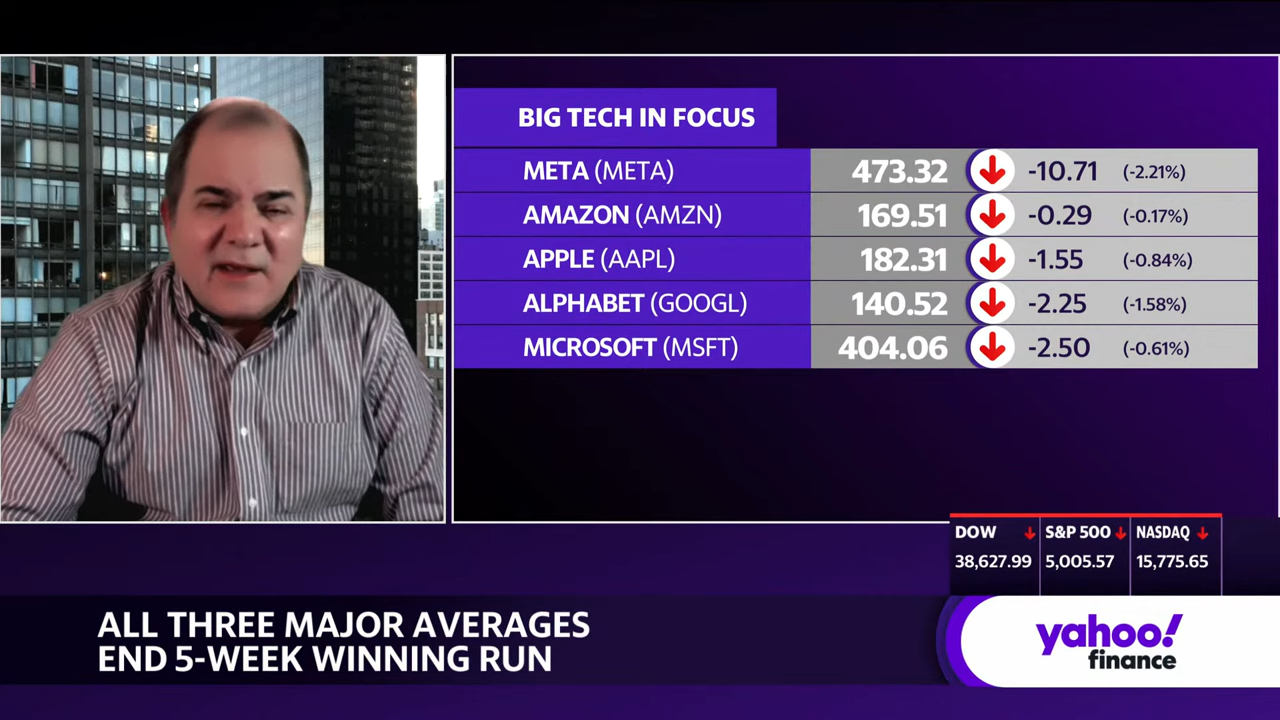 BIG TECH IN FOCUS
META (META) 473.32 -10.71 (-2.21%)
AMAZON (AMZN) 169.51 -0.29 (-0.17%)
APPLE (AAPL) 182.31 -1.55 (-0.84%)
ALPHABET (GOOGL) 140.52 -2.25 (-1.58%)
MICROSOFT (MSFT) 404.06 -2.50 (-0.61%)
DOW S&P 500 NASDAQ
38,627.99 5,005.57 15,775.65
ALL THREE MAJOR AVERAGES
END 5-WEEK WINNING RUN
yahoo!
finance